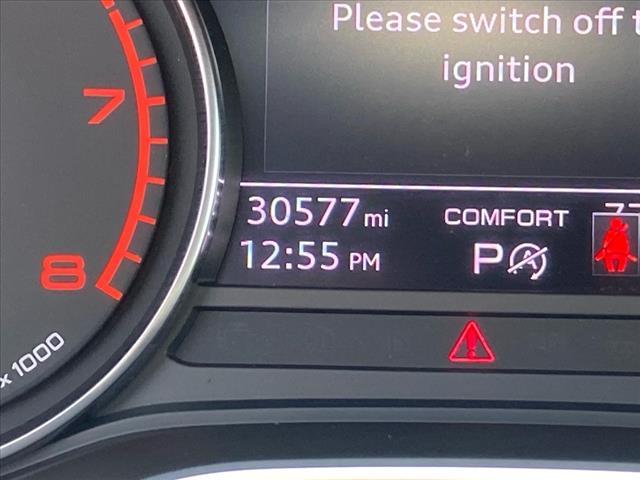 Please switch off t
ignition
7
30577 mi
COMFORT
12:55 PM
P
8
x 1000